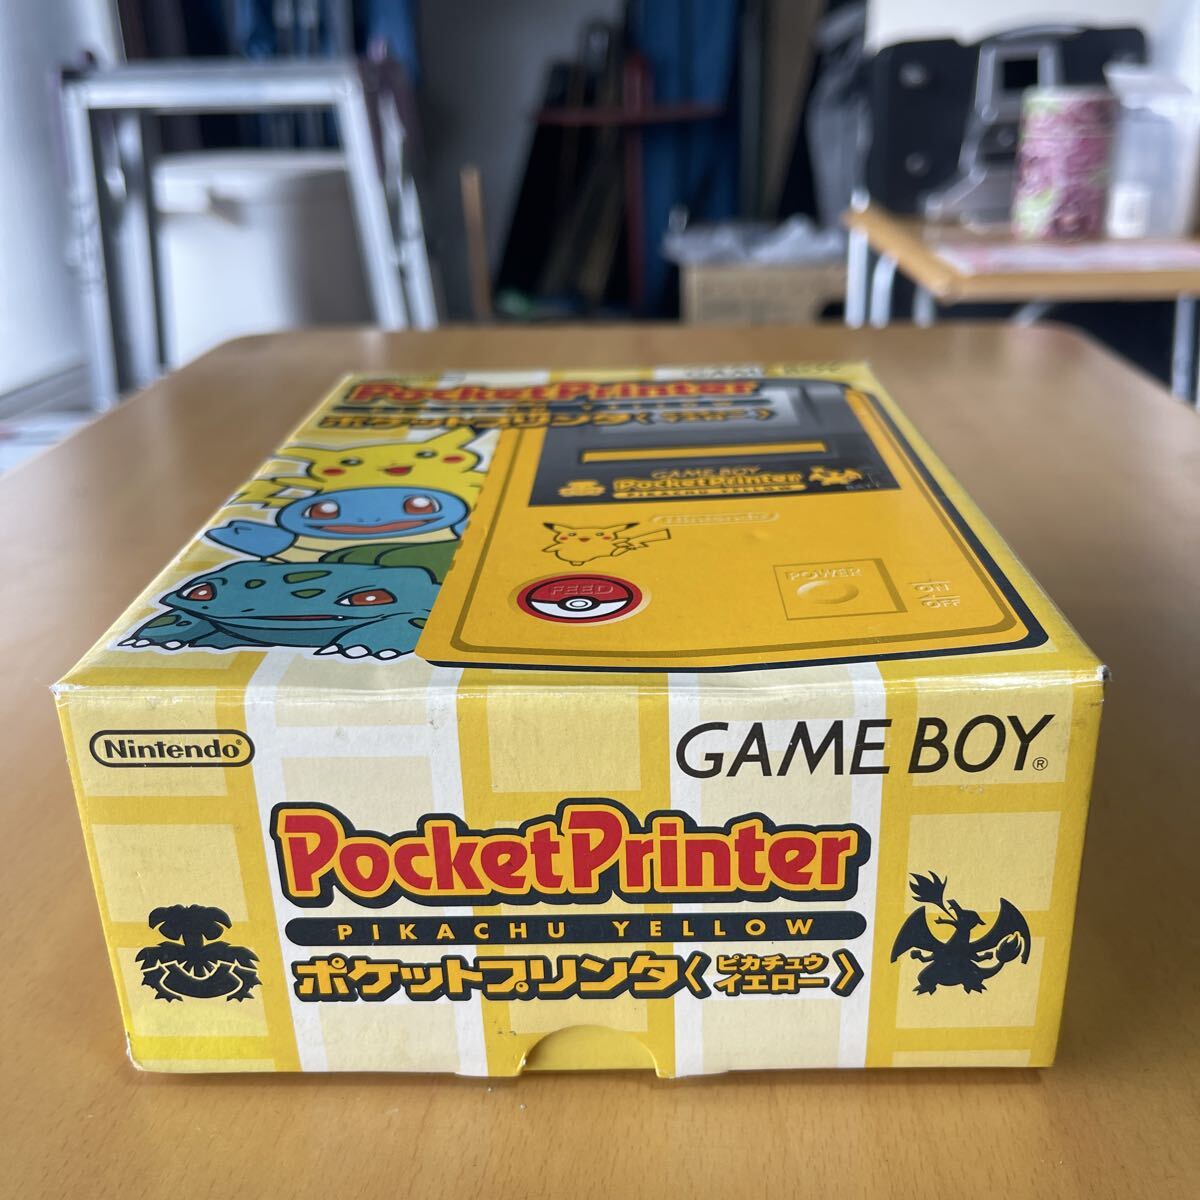 GAME BOY
PocketPrinter
ポケットプリンタ〈
GAME BOY
PocketPrinter
PIKACHU YELLOW
Nintendo
FEED
POWER
ON
OFF
Nintendo®
GAME BOY®
PocketPrinter
PIKACHU YELLOW
ポケットプリンタ〈ピカチュウイエロー〉